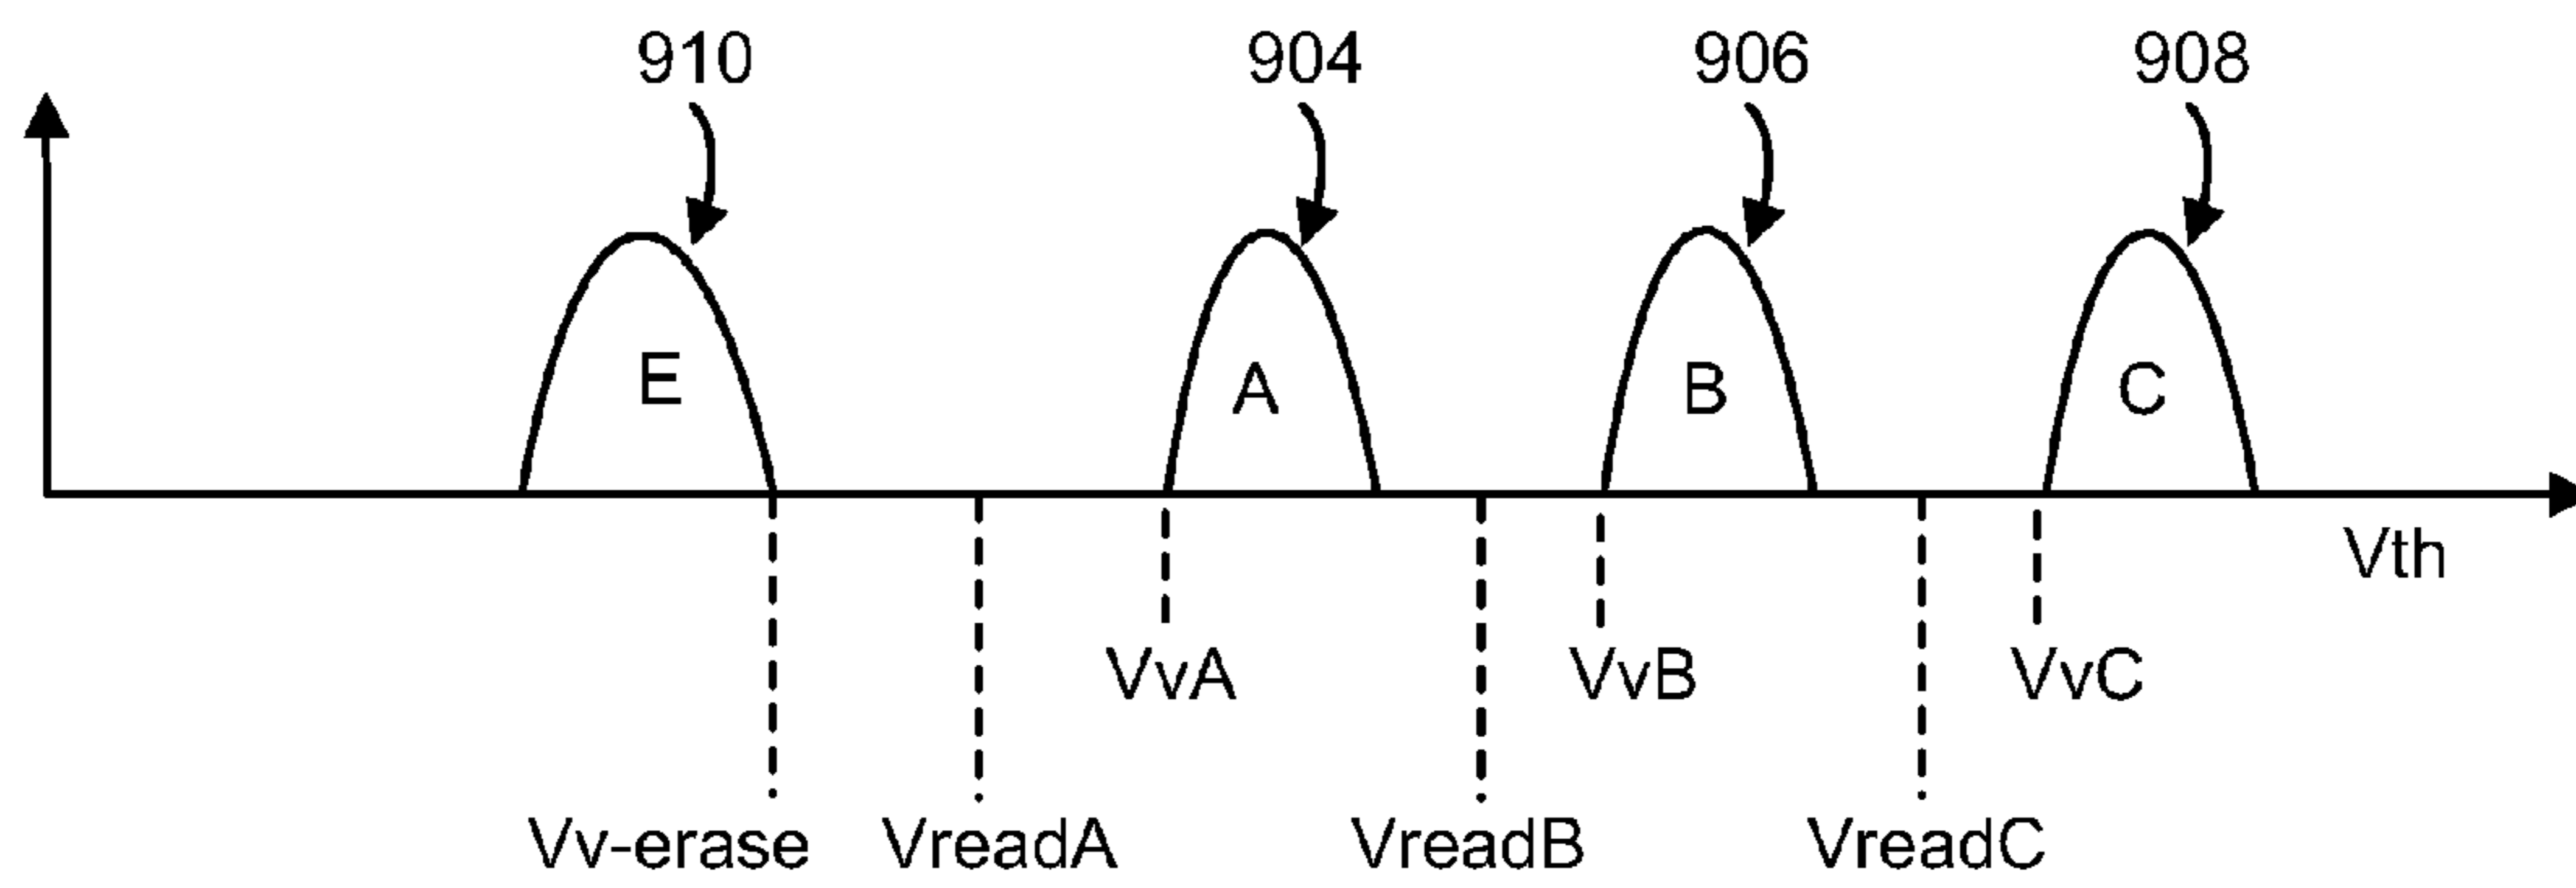 910 904 906 908
E A B C
Vth
VvA VvB VvC
Vv-erase VreadA VreadB VreadC